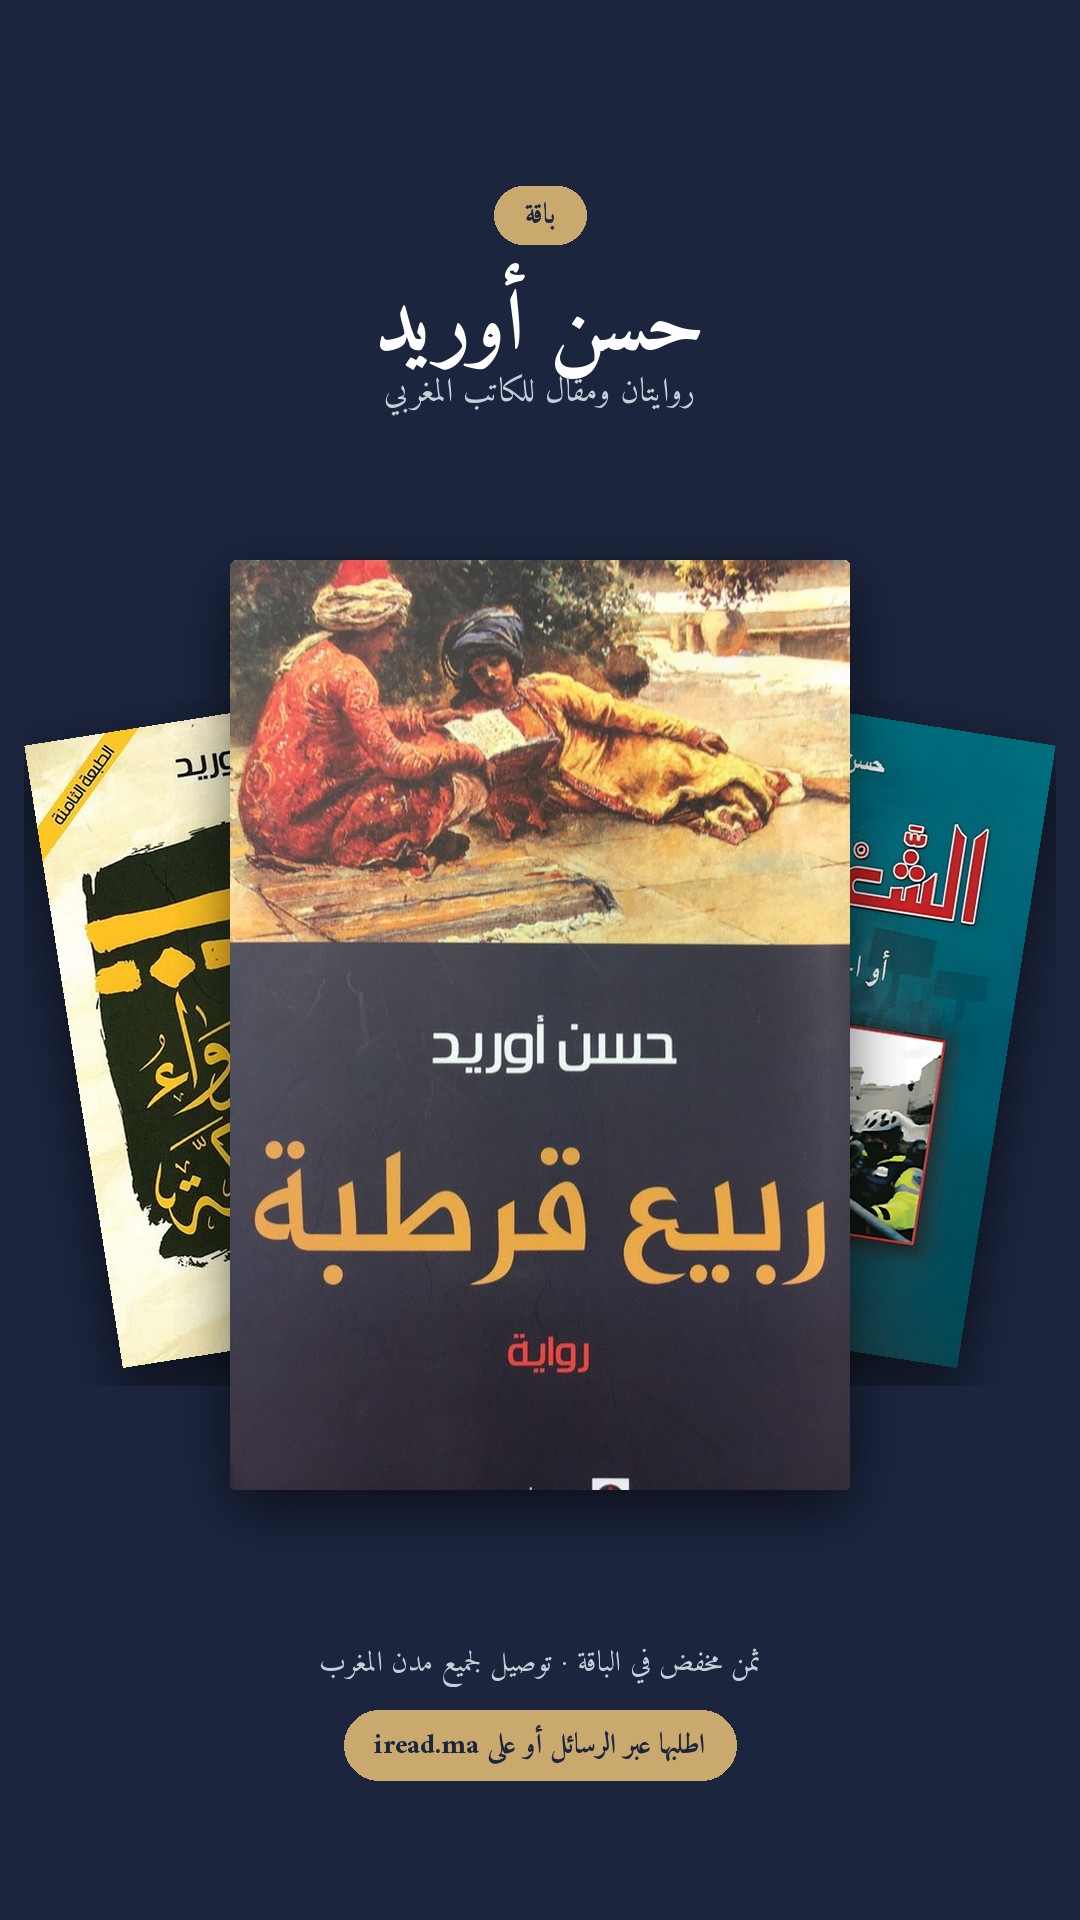 باقة
حسن أوريد
روايتان ومقال للكاتب المغربي
الطبعة الثامنة
حسن
أو
حسن أوريد
ربيع قرطبة
رواية
ثمن مخفض في الباقة · توصيل لجميع مدن المغرب
اطلبها عبر الرسائل أو على iread.ma